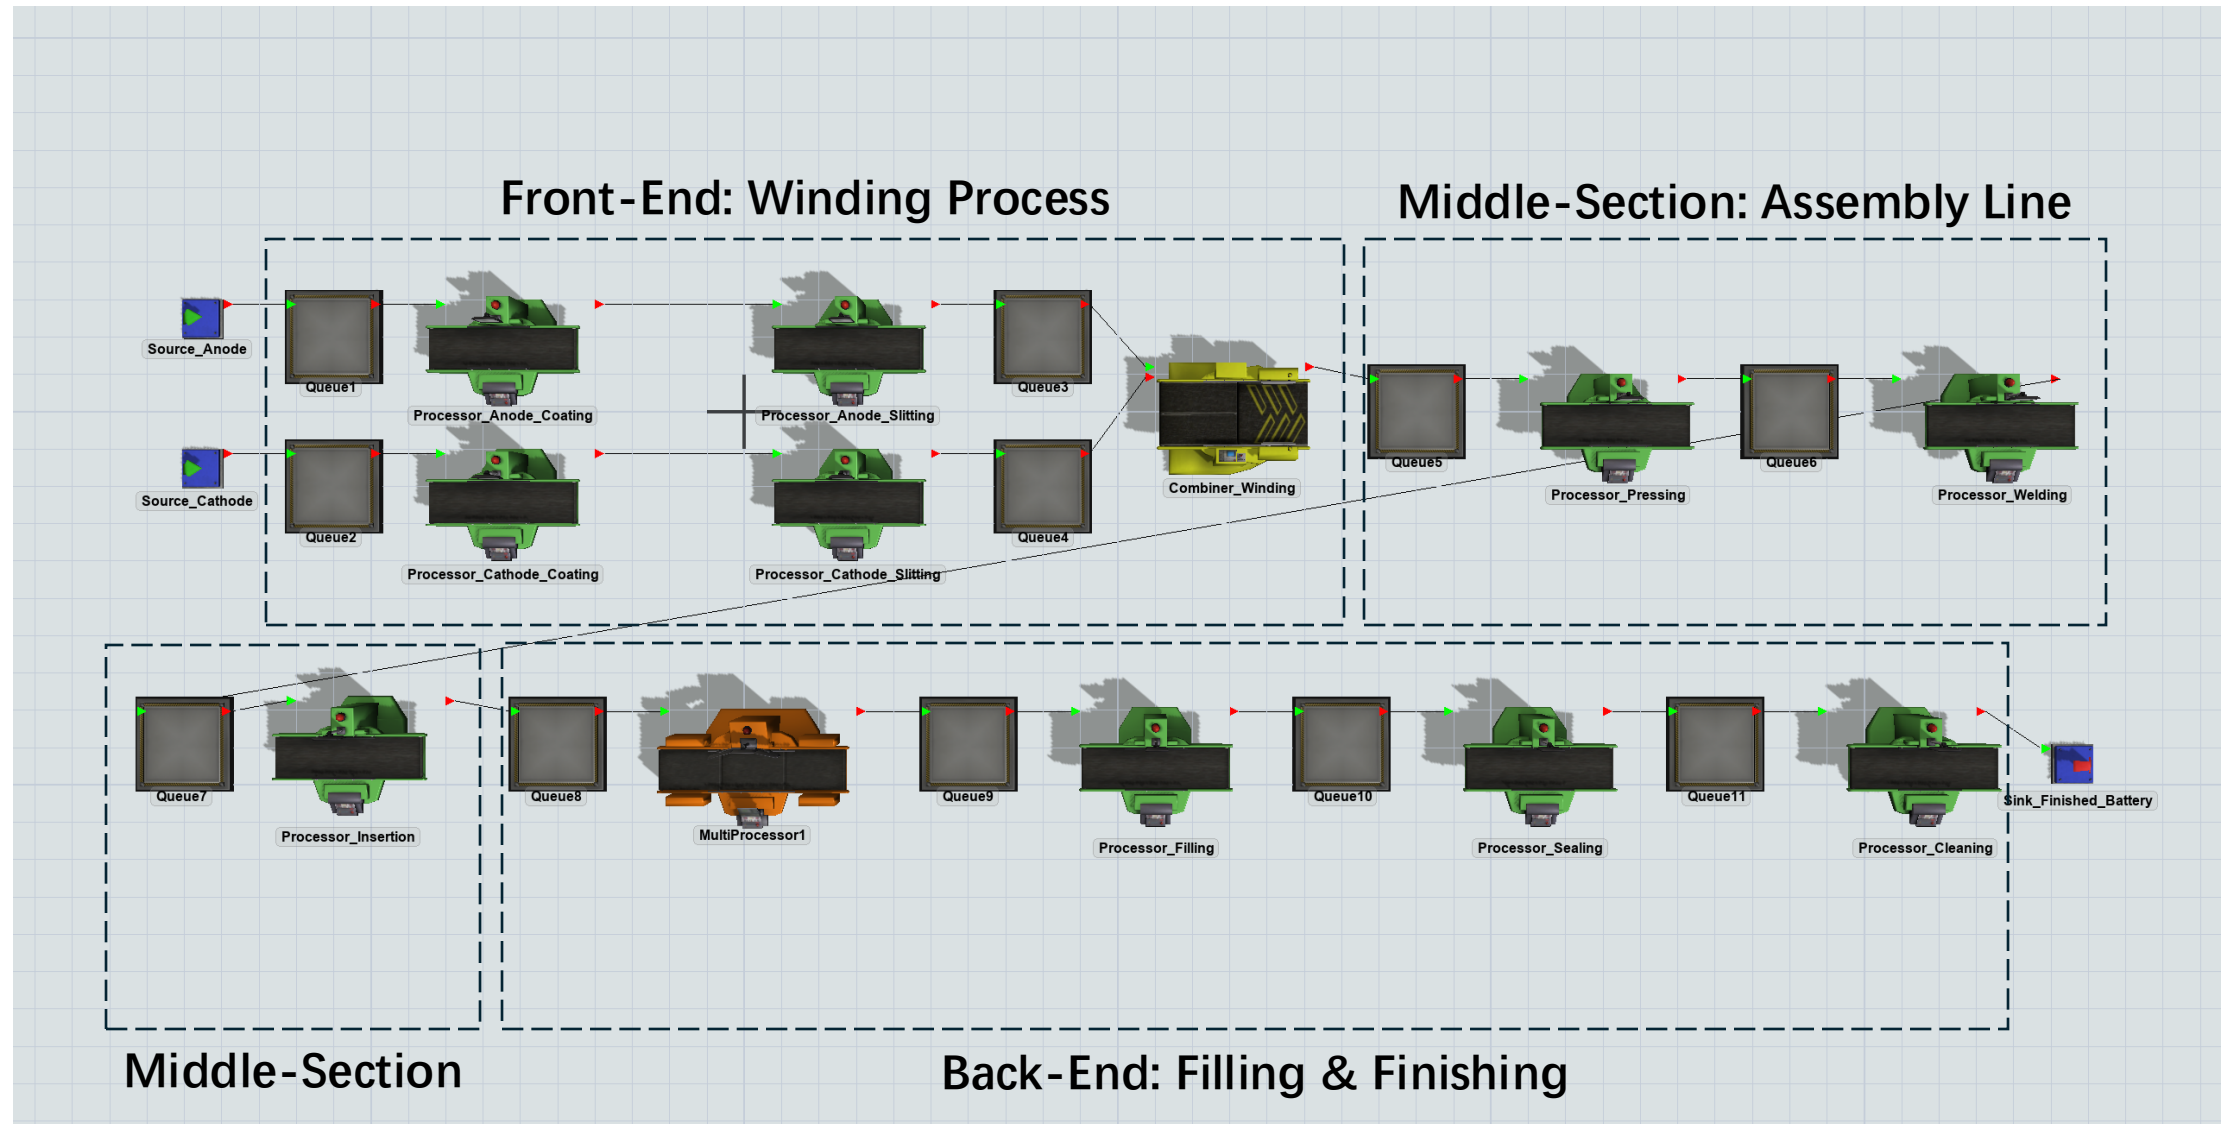 Front-End: Winding Process
Middle-Section: Assembly Line
Source_Anode
Queue1
Processor_Anode_Coating
Processor_Anode_Slitting
Queue3
Source_Cathode
Queue2
Processor_Cathode_Coating
Processor_Cathode_Slitting
Queue4
Combiner_Winding
Queue5
Processor_Pressing
Queue6
Processor_Welding
Queue7
Processor_Insertion
Queue8
MultiProcessor1
Queue9
Processor_Filling
Queue10
Processor_Sealing
Queue11
Processor_Cleaning
Sink_Finished_Battery
Middle-Section
Back-End: Filling & Finishing